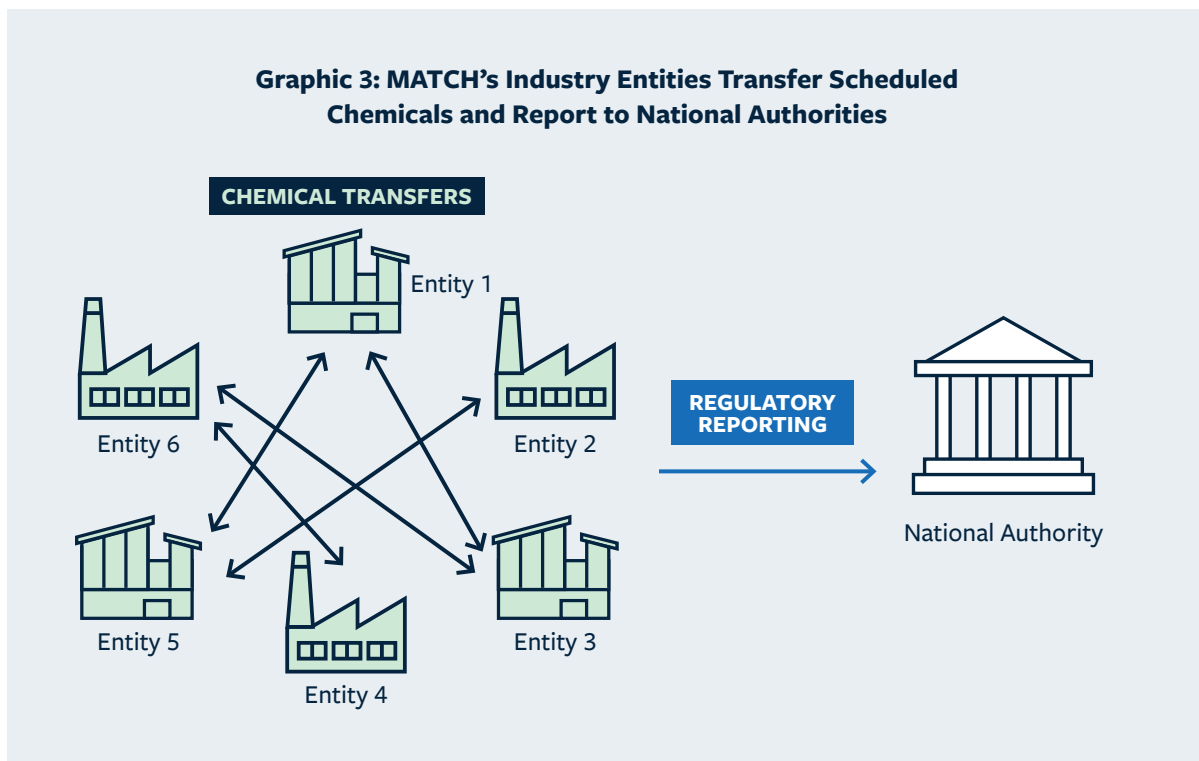 Graphic 3: MATCH’s Industry Entities Transfer Scheduled
Chemicals and Report to National Authorities
CHEMICAL TRANSFERS
Entity 1
Entity 6
Entity 2
REGULATORY
REPORTING
National Authority
Entity 5
Entity 3
Entity 4